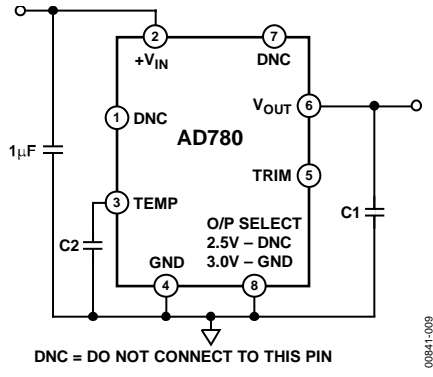 2
7
+VIN
DNC
1
DNC
VOUT
6
AD780
1μF
TRIM
5
3
TEMP
O/P SELECT
2.5V – DNC
3.0V – GND
C1
C2
GND
4
8
DNC = DO NOT CONNECT TO THIS PIN
00841-009